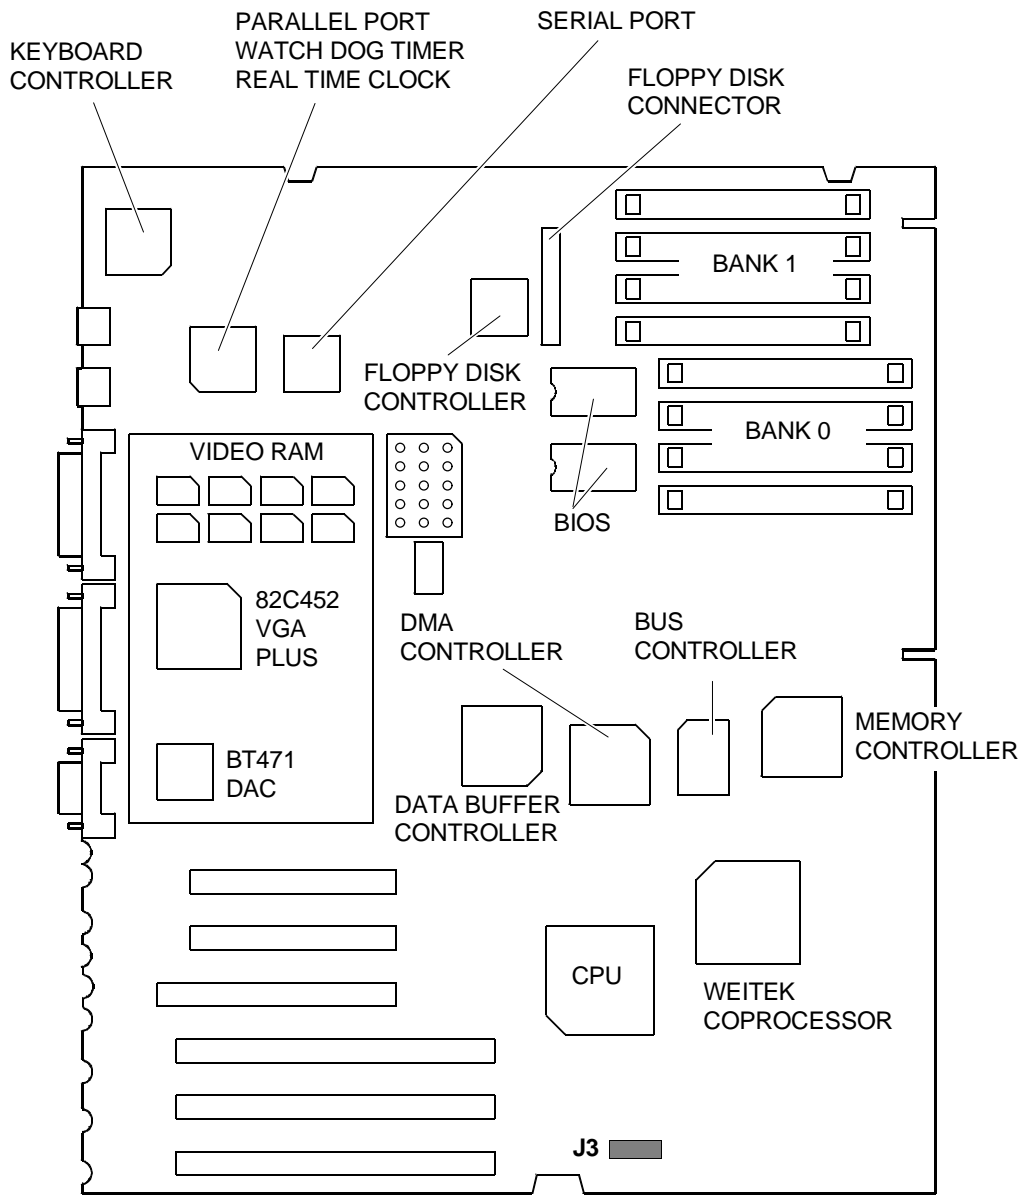 PARALLEL PORT
WATCH DOG TIMER
REAL TIME CLOCK
SERIAL PORT
KEYBOARD
CONTROLLER
FLOPPY DISK
CONNECTOR
BANK 1
FLOPPY DISK
CONTROLLER
BANK 0
VIDEO RAM
BIOS
82C452
VGA
PLUS
DMA
CONTROLLER
BUS
CONTROLLER
MEMORY
CONTROLLER
BT471
DAC
DATA BUFFER
CONTROLLER
CPU
WEITEK
COPROCESSOR
J3